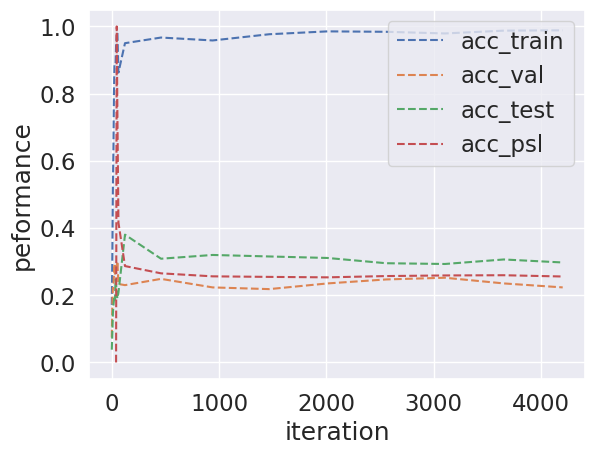 1.0
0.8
0.6
0.4
0.2
0.0
peformance
acc_train
acc_val
acc_test
acc_psl
0 1000 2000 3000 4000
iteration